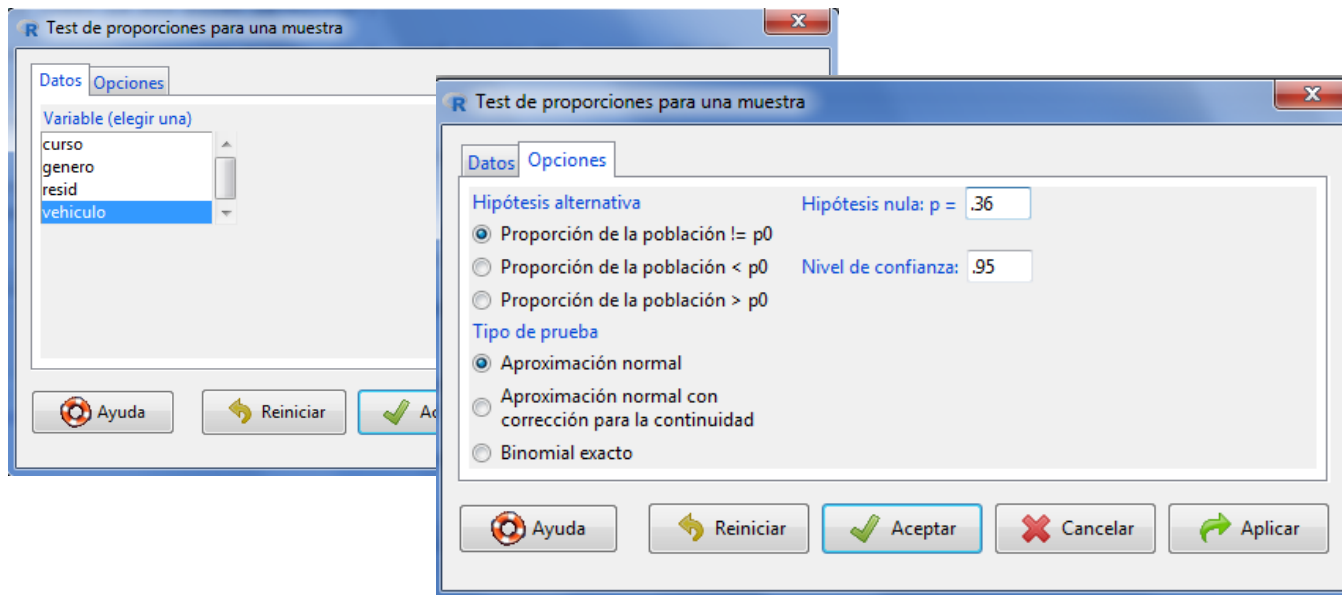 Test de proporciones para una muestra
Datos Opciones
Variable (elegir una)
curso
genero
resid
vehiculo
Ayuda Reiniciar
Test de proporciones para una muestra
Datos Opciones
Hipótesis alternativa Hipótesis nula: p = .36
Proporción de la población != p0
Proporción de la población < p0 Nivel de confianza: .95
Proporción de la población > p0
Tipo de prueba
Aproximación normal
Aproximación normal con
corrección para la continuidad
Binomial exacto
Ayuda Reiniciar Aceptar Cancelar Aplicar